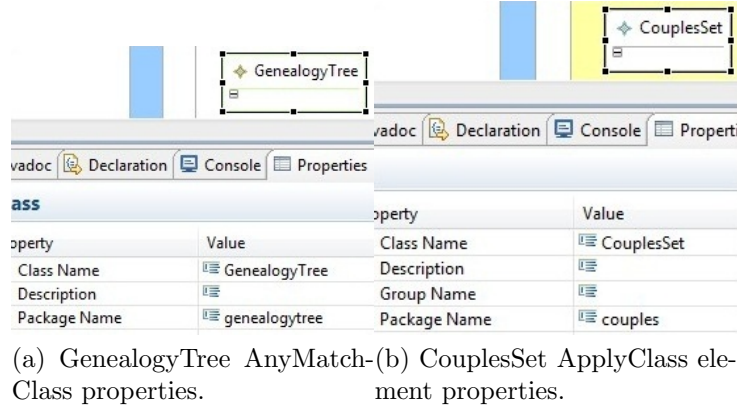 GenealogyTree
vadoc Declaration Console Properties
ass
operty Value
Class Name GenealogyTree
Description
Package Name genealogytree
(a) GenealogyTree AnyMatch-
Class properties.
CouplesSet
vadoc Declaration Console Properti
operty Value
Class Name CouplesSet
Description
Group Name
Package Name couples
(b) CouplesSet ApplyClass ele-
ment properties.